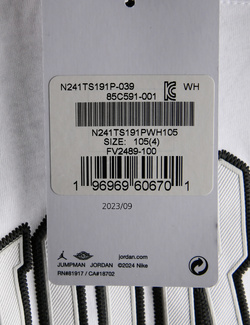 N241TS191P-039 WH
85C591-001
N241TS191PWH105
SIZE: 105(4)
FV2489-100
1 96969 60670 1
2023/09
JUMPMAN JORDAN
jordan.com
©2024 Nike
RN#81917 / CA#18702